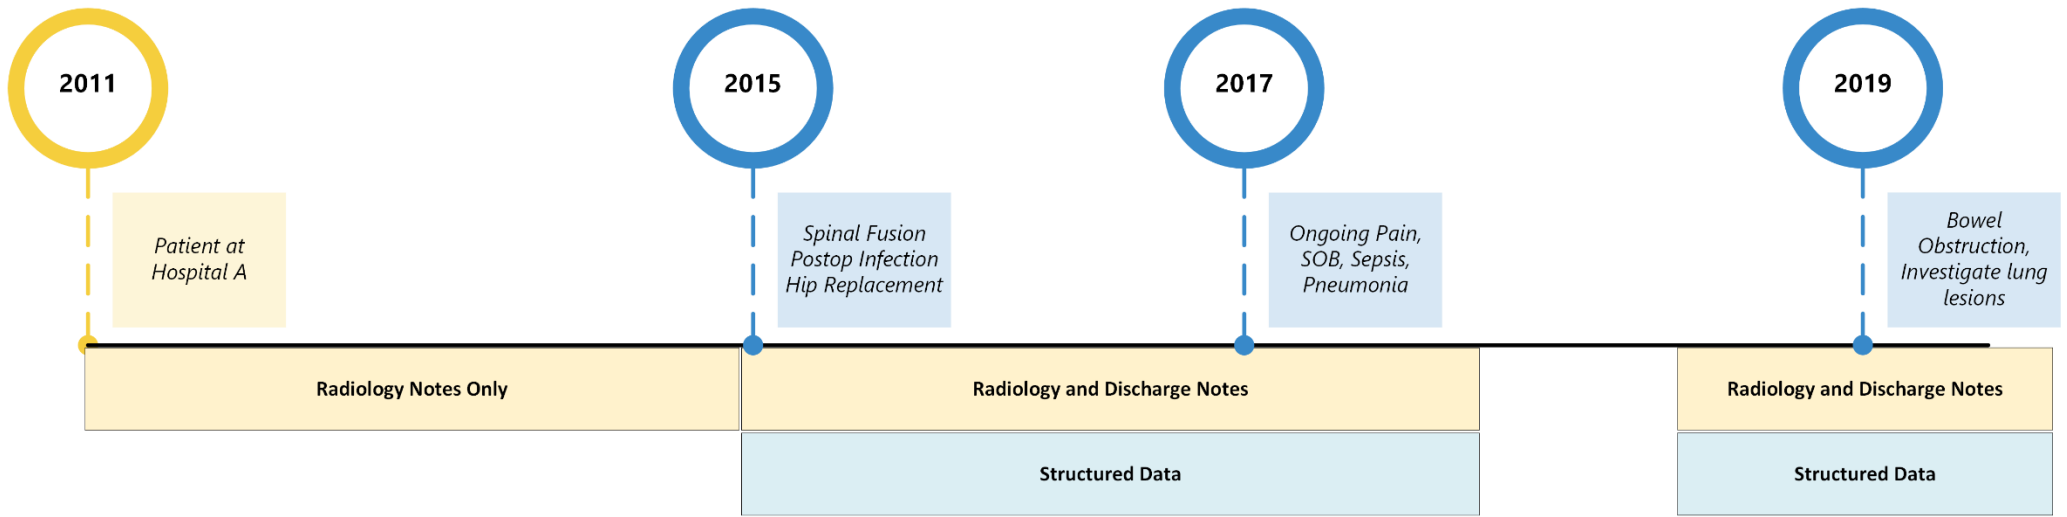 2011
2015
2017
2019
Patient at
Hospital A
Spinal Fusion
Postop Infection
Hip Replacement
Ongoing Pain,
SOB, Sepsis,
Pneumonia
Bowel
Obstruction,
Investigate lung
lesions
Radiology Notes Only
Radiology and Discharge Notes
Radiology and Discharge Notes
Structured Data
Structured Data